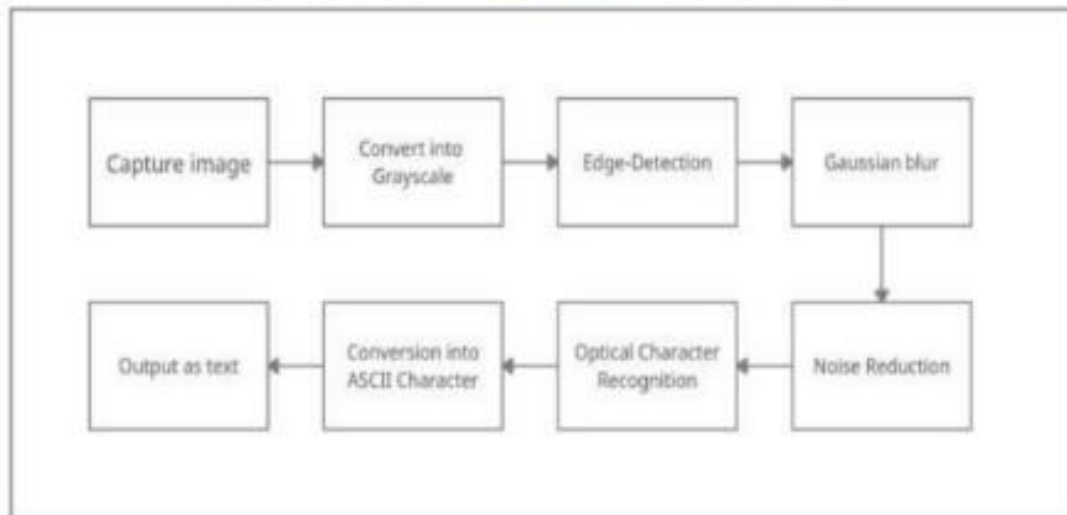 Capture image
Convert into
Grayscale
Edge-Detection
Gaussian blur
Noise Reduction
Optical Character
Recognition
Conversion into
ASCII Character
Output as text